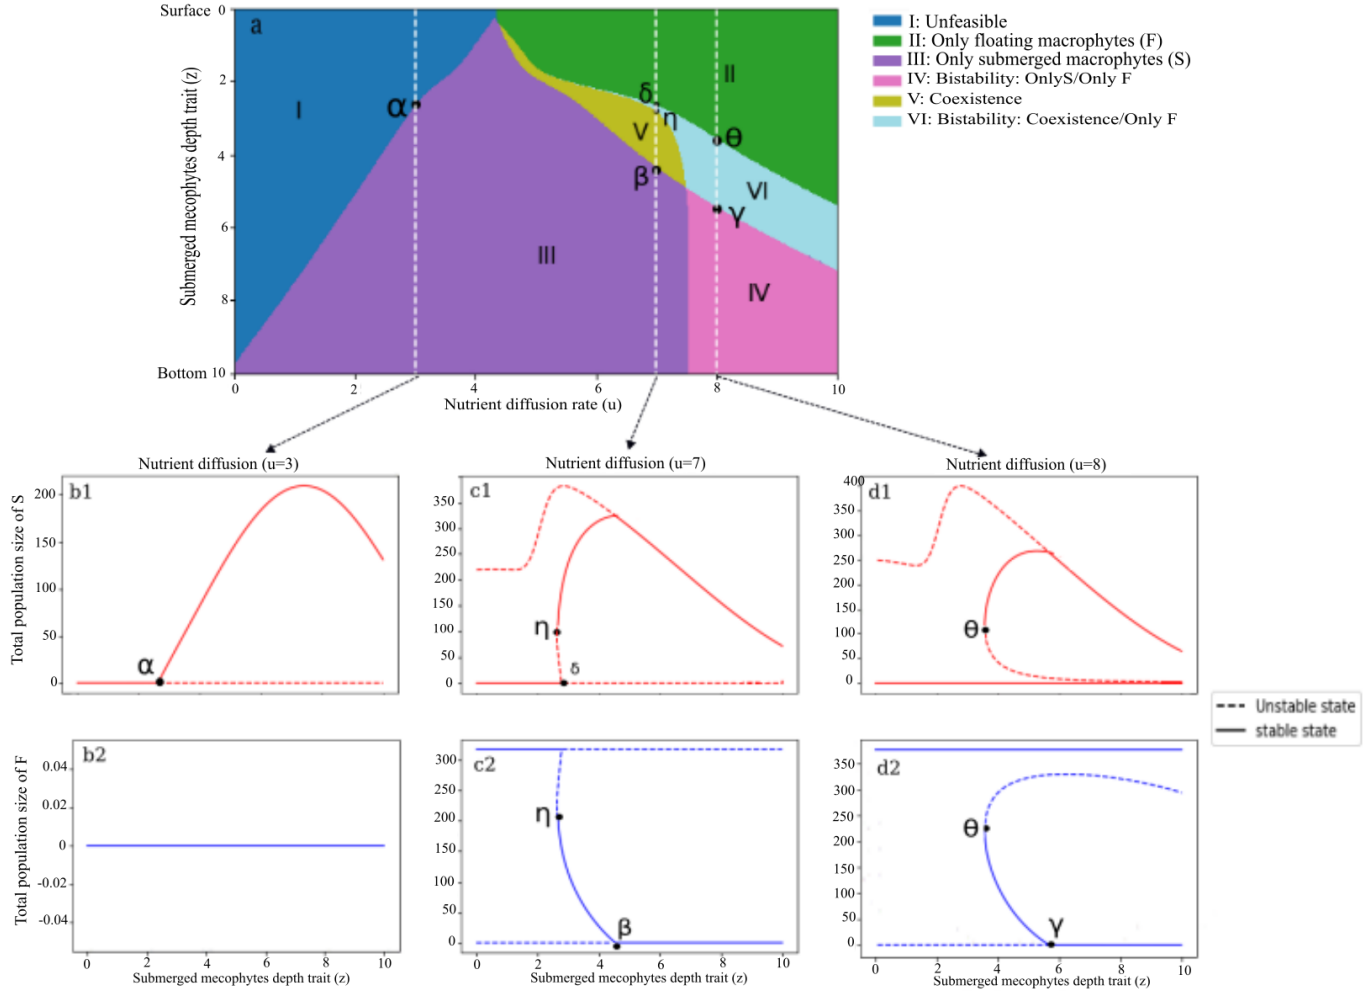 Surface 0
a
I: Unfeasible
II: Only floating macrophytes (F)
III: Only submerged macrophytes (S)
IV: Bistability: OnlyS/Only F
V: Coexistence
VI: Bistability: Coexistence/Only F
2
4
6
8
Bottom 10
Submerged mecophytes depth trait (z)
I
II
III
IV
V
VI
α
δ
η
θ
β
γ
0 2 4 6 8 10
Nutrient diffusion rate (u)
Nutrient diffusion (u=3)
Nutrient diffusion (u=7)
Nutrient diffusion (u=8)
b1
Total population size of S
200
150
100
50
0
α
c1
350
300
250
200
150
100
50
0
η
δ
d1
400
350
300
250
200
150
100
50
0
θ
Unstable state
stable state
b2
Total population size of F
0.04
0.02
0
-0.02
-0.04
0 2 4 6 8 10
Submerged mecophytes depth trait (z)
c2
300
250
200
150
100
50
0
η
β
0 2 4 6 8 10
Submerged mecophytes depth trait (z)
d2
350
300
250
200
150
100
50
0
θ
γ
0 2 4 6 8 10
Submerged mecophytes depth trait (z)